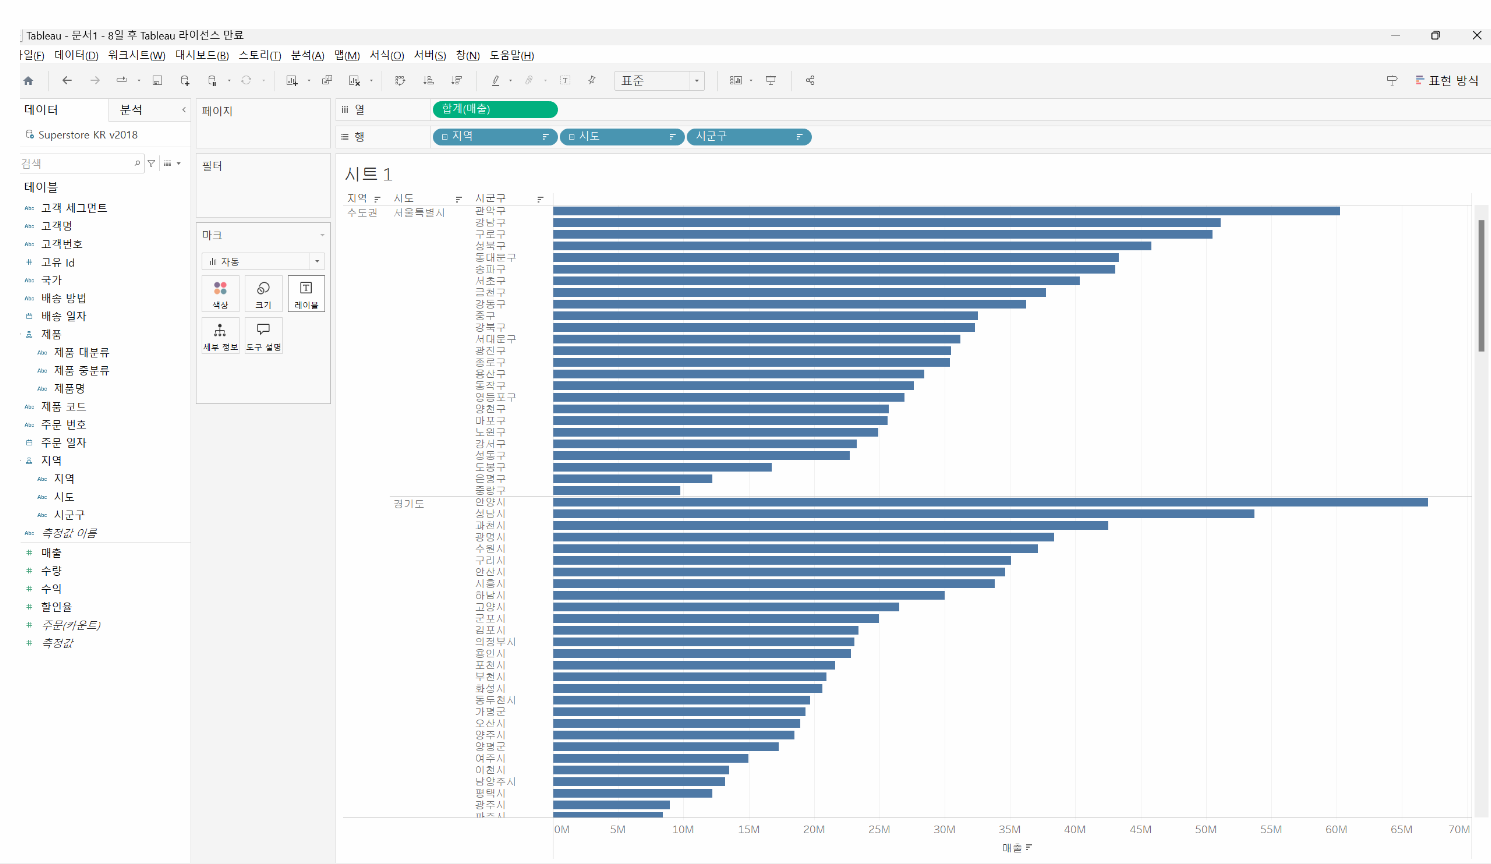 Tableau - 문서1 - 8일 후 Tableau 라이선스 만료
일(F) 데이터(D) 워크시트(W) 대시보드(B) 스토리(T) 분석(A) 맵(M) 서식(O) 서버(S) 창(N) 도움말(H)
표준
표현 방식
데이터 분석
Superstore KR v2018
검색
테이블
Abc 고객 세그먼트
Abc 고객명
Abc 고객번호
# 고유 Id
Abc 국가
Abc 배송 방법
배송 일자
제품
Abc 제품 대분류
Abc 제품 중분류
Abc 제품명
Abc 제품 코드
Abc 주문 번호
주문 일자
지역
Abc 지역
Abc 시도
Abc 시군구
Abc 측정값 이름
# 매출
# 수량
# 수익
# 할인율
# 주문(카운트)
# 측정값
페이지
필터
마크
자동
색상 크기 레이블
세부 정보 도구 설명
열 합계(매출)
행 지역 시도 시군구
시트 1
지역 시도 시군구
수도권 서울특별시 관악구
강남구
구로구
성북구
동대문구
송파구
서초구
금천구
강동구
중구
강북구
서대문구
광진구
종로구
용산구
동작구
영등포구
양천구
마포구
노원구
강서구
성동구
도봉구
은평구
중랑구
경기도 안양시
성남시
과천시
광명시
수원시
구리시
안산시
시흥시
하남시
고양시
군포시
김포시
의정부시
용인시
포천시
부천시
화성시
동두천시
가평군
오산시
양주시
양평군
여주시
이천시
남양주시
평택시
광주시
파주시
0M 5M 10M 15M 20M 25M 30M 35M 40M 45M 50M 55M 60M 65M 70M
매출